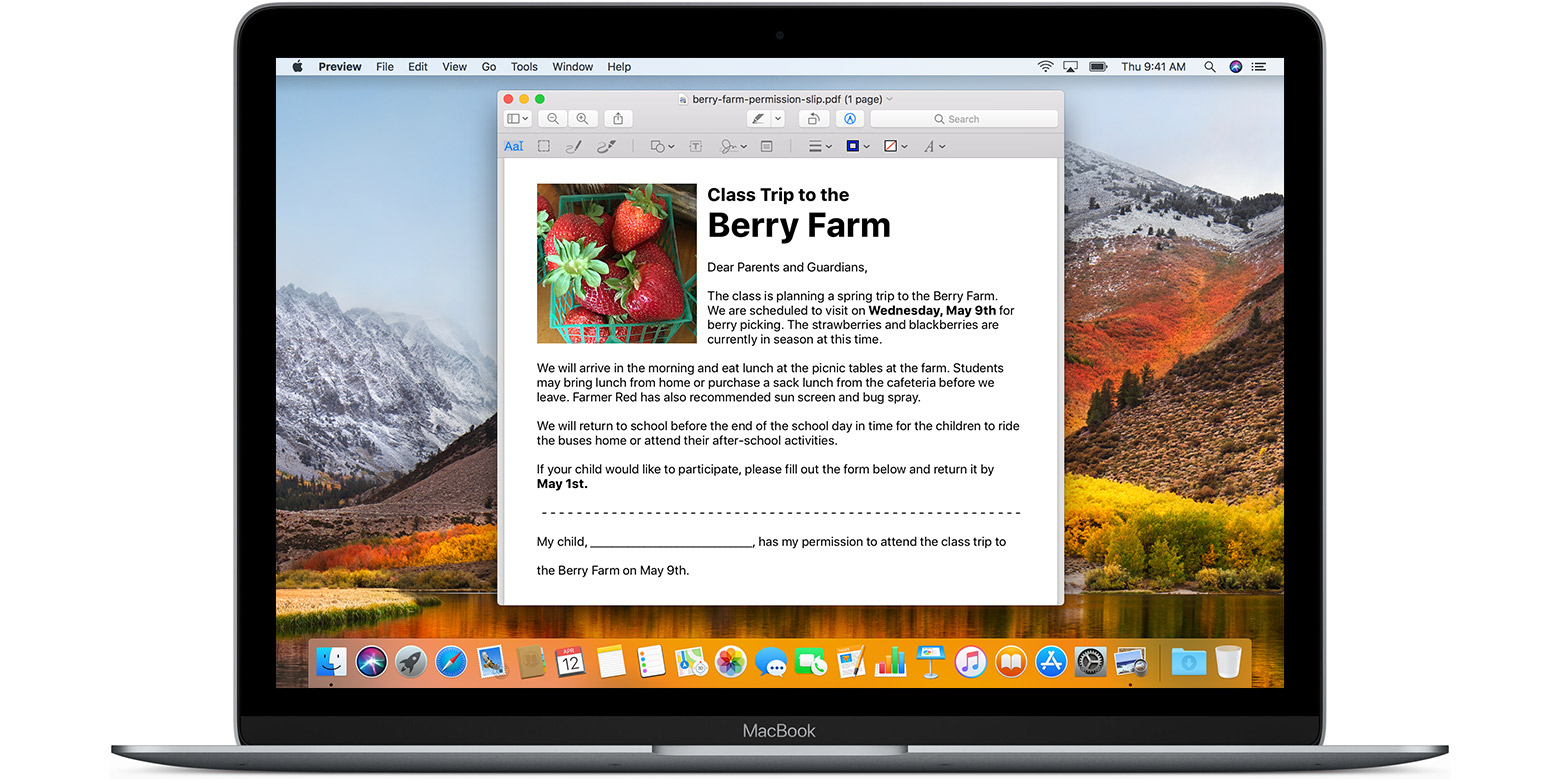 Preview File Edit View Go Tools Window Help Thu 9:41 AM
berry-farm-permission-slip.pdf (1 page)
Search
AaI T A
Class Trip to the
Berry Farm
Dear Parents and Guardians,
The class is planning a spring trip to the Berry Farm.
We are scheduled to visit on Wednesday, May 9th for
berry picking. The strawberries and blackberries are
currently in season at this time.
We will arrive in the morning and eat lunch at the picnic tables at the farm. Students
may bring lunch from home or purchase a sack lunch from the cafeteria before we
leave. Farmer Red has also recommended sun screen and bug spray.
We will return to school before the end of the school day in time for the children to ride
the buses home or attend their after-school activities.
If your child would like to participate, please fill out the form below and return it by
May 1st.
My child, ________________________, has my permission to attend the class trip to
the Berry Farm on May 9th.
APR
12
MacBook